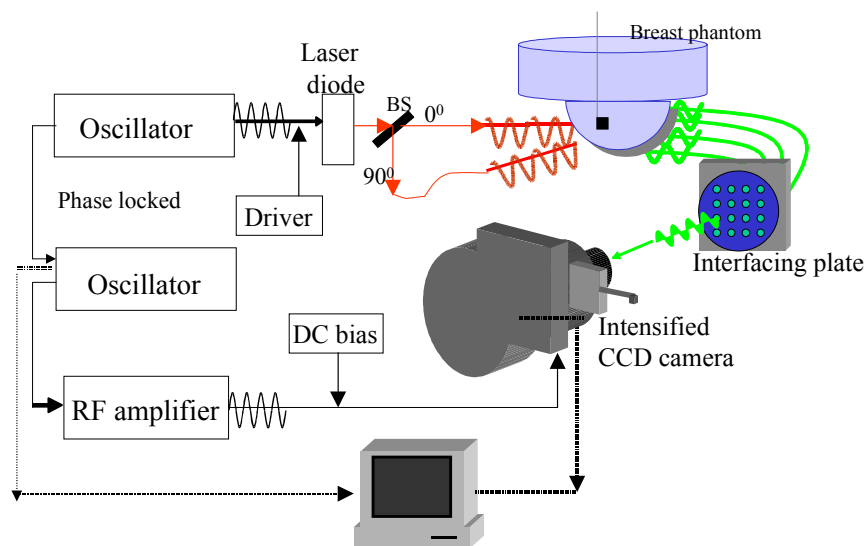 Breast phantom
Laser
diode
BS
0⁰
Oscillator
90⁰
Phase locked
Driver
Interfacing plate
Oscillator
Intensified
CCD camera
DC bias
RF amplifier